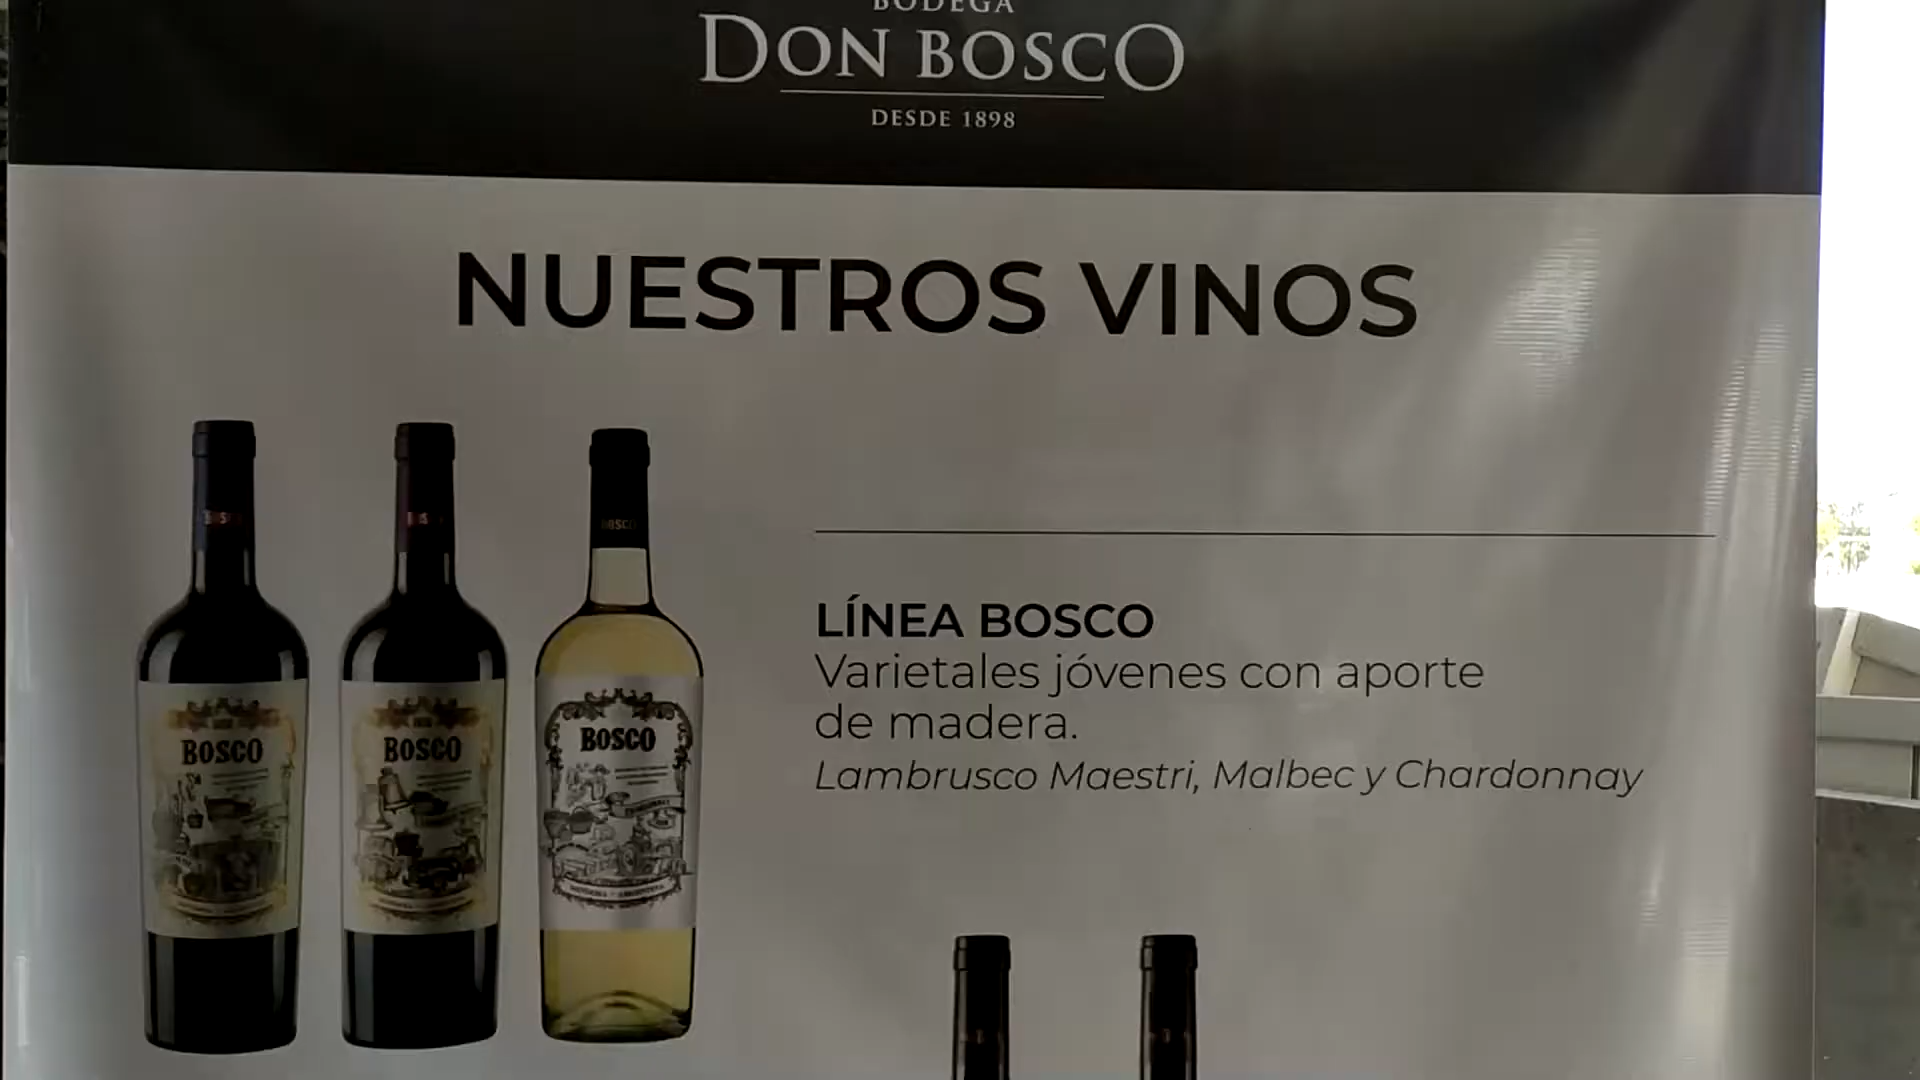 BODEGA
DON BOSCO
DESDE 1898
NUESTROS VINOS
LÍNEA BOSCO
Varietales jóvenes con aporte
de madera.
Lambrusco Maestri, Malbec y Chardonnay
BOSCO
BOSCO
BOSCO
BOSCO